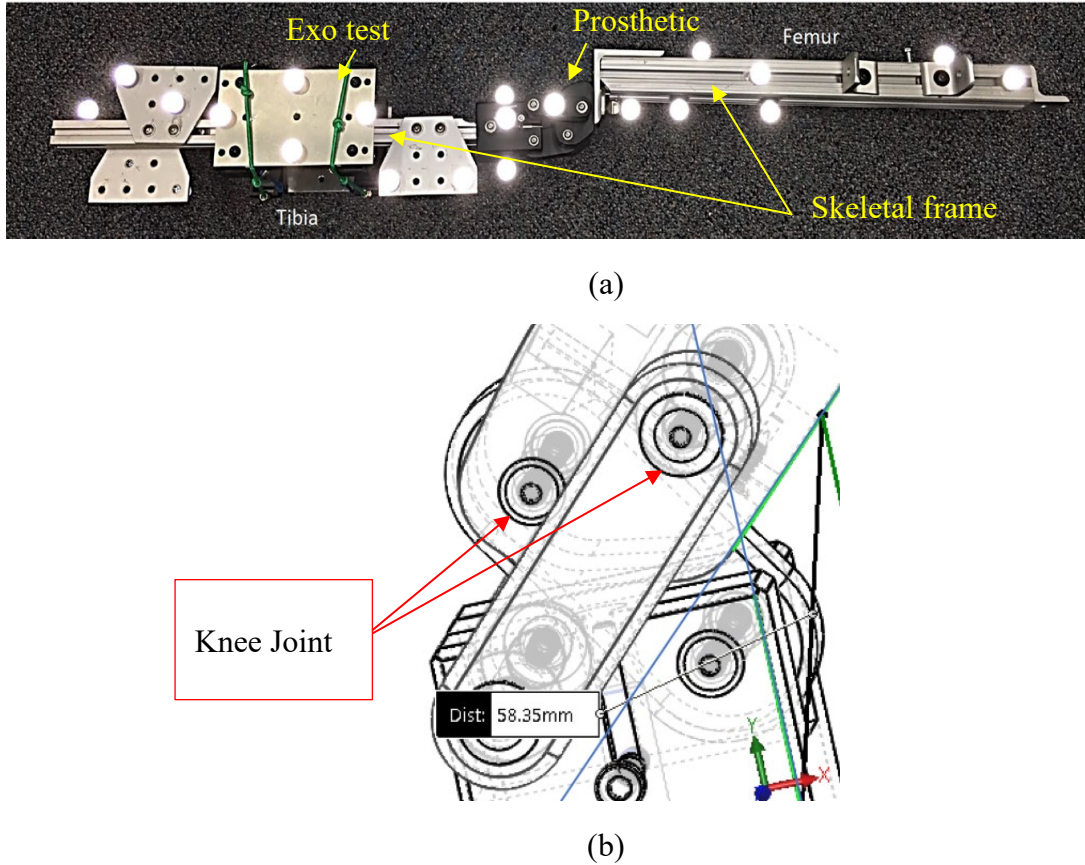 Exo test
Prosthetic
Femur
Tibia
Skeletal frame
(a)
Knee Joint
Dist: 58.35mm
Y
X
(b)